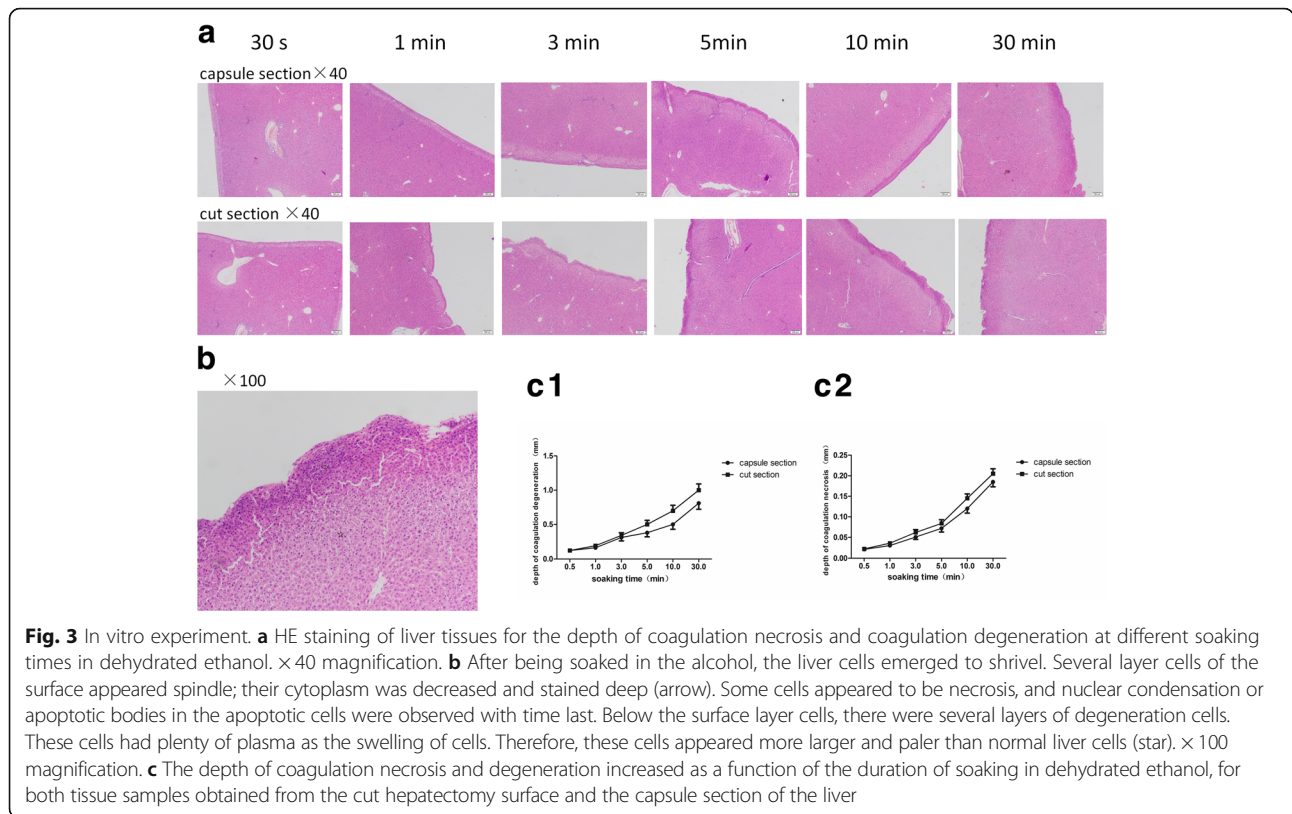 a
30 s 1 min 3 min 5min 10 min 30 min
capsule section×40
cut section ×40
b
×100
c1
depth of coagulation degeneration (mm)
1.5
1.0
0.5
0.0
0.5 1.0 3.0 5.0 10.0 30.0
soaking time (min)
capsule section
cut section
c2
depth of coagulation necrosis (mm)
0.25
0.20
0.15
0.10
0.05
0.00
0.5 1.0 3.0 5.0 10.0 30.0
soaking time (min)
capsule section
cut section
Fig. 3 In vitro experiment. a HE staining of liver tissues for the depth of coagulation necrosis and coagulation degeneration at different soaking
times in dehydrated ethanol. × 40 magnification. b After being soaked in the alcohol, the liver cells emerged to shrivel. Several layer cells of the
surface appeared spindle; their cytoplasm was decreased and stained deep (arrow). Some cells appeared to be necrosis, and nuclear condensation or
apoptotic bodies in the apoptotic cells were observed with time last. Below the surface layer cells, there were several layers of degeneration cells.
These cells had plenty of plasma as the swelling of cells. Therefore, these cells appeared more larger and paler than normal liver cells (star). × 100
magnification. c The depth of coagulation necrosis and degeneration increased as a function of the duration of soaking in dehydrated ethanol, for
both tissue samples obtained from the cut hepatectomy surface and the capsule section of the liver